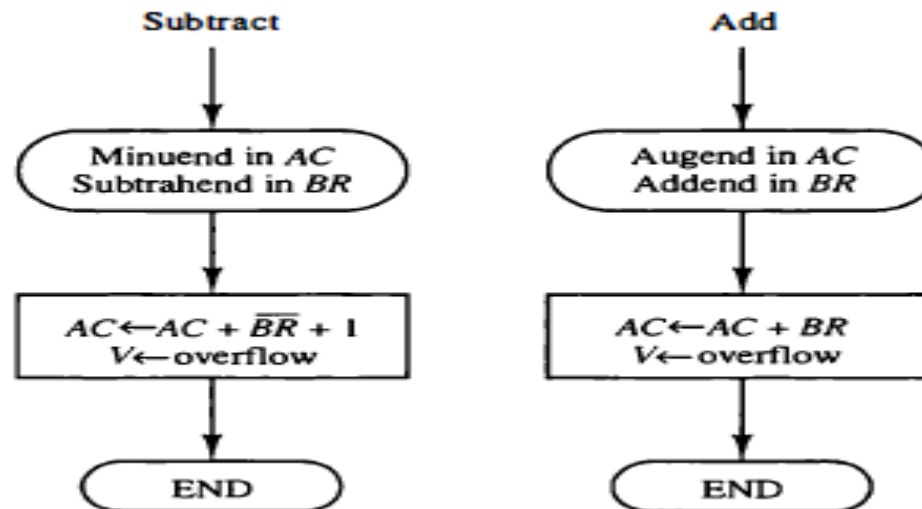 Subtract
Minuend in AC
Subtrahend in BR
AC←AC + B̅R̅ + 1
V←overflow
END
Add
Augend in AC
Addend in BR
AC←AC + BR
V←overflow
END